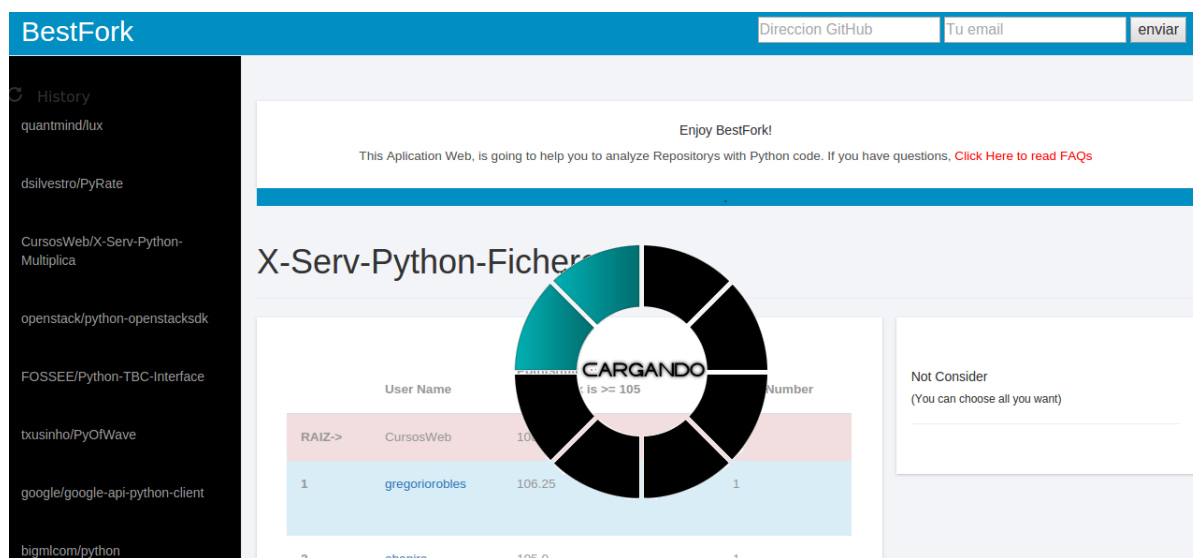 BestFork
Direccion GitHub
Tu email
enviar
History
quantmind/lux
dsilvestro/PyRate
CursosWeb/X-Serv-Python-
Multiplica
openstack/python-openstacksdk
FOSSEE/Python-TBC-Interface
txusinho/PyOfWave
google/google-api-python-client
bigmlcom/python
Enjoy BestFork!
This Aplication Web, is going to help you to analyze Repositorys with Python code. If you have questions, Click Here to read FAQs
X-Serv-Python-Ficher
CARGANDO
User Name
is >= 105
Number
RAIZ->
CursosWeb
1
gregoriorobles
106.25
1
105.0
1
Not Consider
(You can choose all you want)